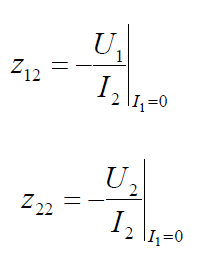 z₁₂ = −U₁/I₂|I₁=0
z₂₂ = −U₂/I₂|I₁=0